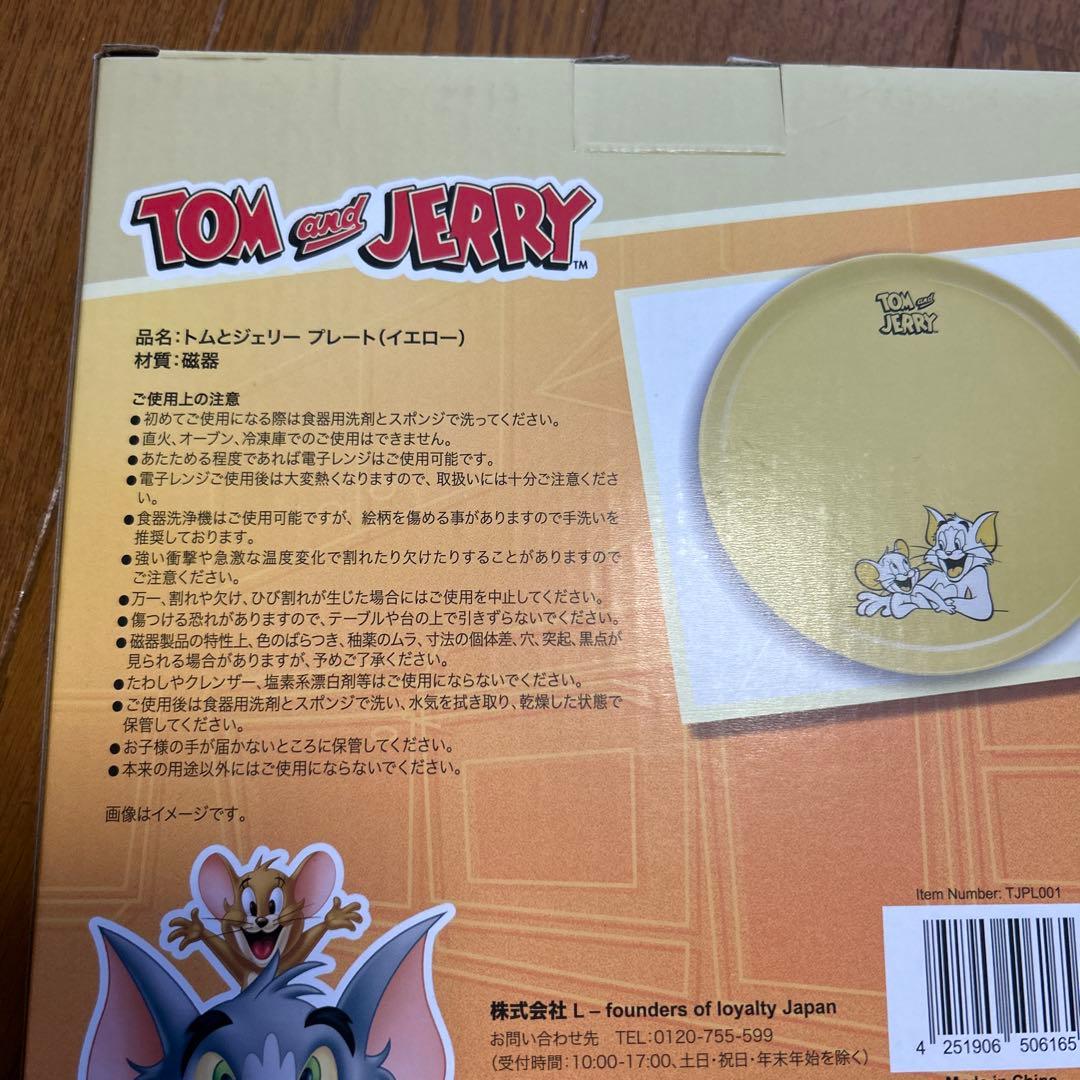 TOM and JERRY™
TOM and
JERRY
品名：トムとジェリー プレート（イエロー）
材質：磁器
ご使用上の注意
●初めてご使用になる際は食器用洗剤とスポンジで洗ってください。
●直火、オーブン、冷凍庫でのご使用はできません。
●あたためる程度であれば電子レンジはご使用可能です。
●電子レンジご使用後は大変熱くなりますので、取扱いには十分ご注意くださ
い。
●食器洗浄機はご使用可能ですが、絵柄を傷める事がありますので手洗いを
推奨しております。
●強い衝撃や急激な温度変化で割れたり欠けたりすることがありますので
ご注意ください。
●万一、割れや欠け、ひび割れが生じた場合にはご使用を中止してください。
●傷つける恐れがありますので、テーブルや台の上で引きずらないでください。
●磁器製品の特性上、色のばらつき、釉薬のムラ、寸法の個体差、穴、突起、黒点が
見られる場合がありますが、予めご了承ください。
●たわしやクレンザー、塩素系漂白剤等はご使用にならないでください。
●ご使用後は食器用洗剤とスポンジで洗い、水気を拭き取り、乾燥した状態で
保管してください。
●お子様の手が届かないところに保管してください。
●本来の用途以外にはご使用にならないでください。
画像はイメージです。
Item Number: TJPL001
株式会社 L – founders of loyalty Japan
お問い合わせ先 TEL：0120-755-599
（受付時間：10:00-17:00、土日・祝日・年末年始を除く）
4 251906 506165
Made in China